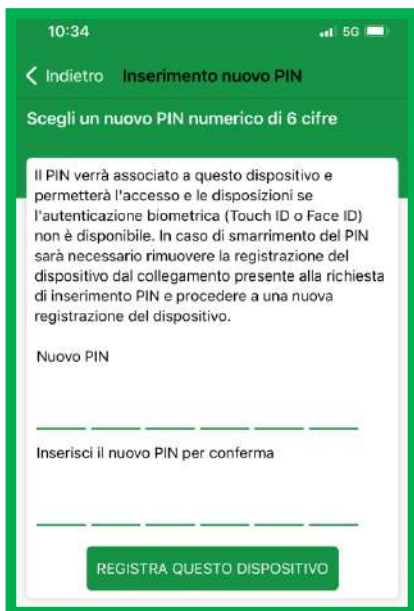 10:34
5G
Indietro Inserimento nuovo PIN
Scegli un nuovo PIN numerico di 6 cifre
Il PIN verrà associato a questo dispositivo e
permetterà l'accesso e le disposizioni se
l'autenticazione biometrica (Touch ID o Face ID)
non è disponibile. In caso di smarrimento del PIN
sarà necessario rimuovere la registrazione del
dispositivo dal collegamento presente alla richiesta
di inserimento PIN e procedere a una nuova
registrazione del dispositivo.
Nuovo PIN
Inserisci il nuovo PIN per conferma
REGISTRA QUESTO DISPOSITIVO